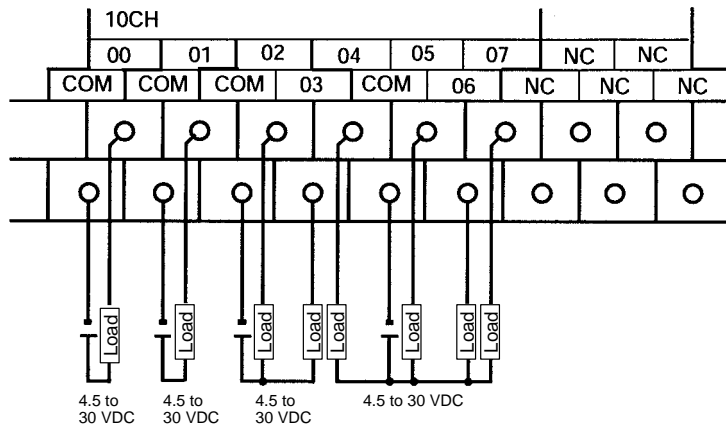 10CH
00 01 02 04 05 07 NC NC
COM COM COM 03 COM 06 NC NC NC
Load Load Load Load Load Load Load Load
4.5 to 4.5 to 4.5 to 4.5 to 30 VDC
30 VDC 30 VDC 30 VDC